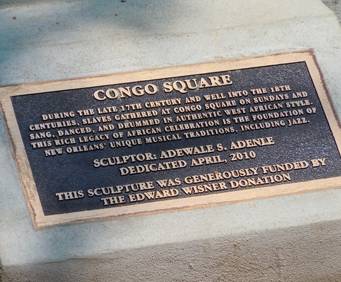 CONGO SQUARE
DURING THE LATE 17TH CENTURY AND WELL INTO THE 18TH
CENTURIES, SLAVES GATHERED AT CONGO SQUARE ON SUNDAYS AND
SANG, DANCED, AND DRUMMED IN AUTHENTIC WEST AFRICAN STYLE.
THIS RICH LEGACY OF AFRICAN CELEBRATION IS THE FOUNDATION OF
NEW ORLEANS' UNIQUE MUSICAL TRADITIONS, INCLUDING JAZZ.
SCULPTOR: ADEWALE S. ADENLE
DEDICATED APRIL, 2010
THIS SCULPTURE WAS GENEROUSLY FUNDED BY
THE EDWARD WISNER DONATION